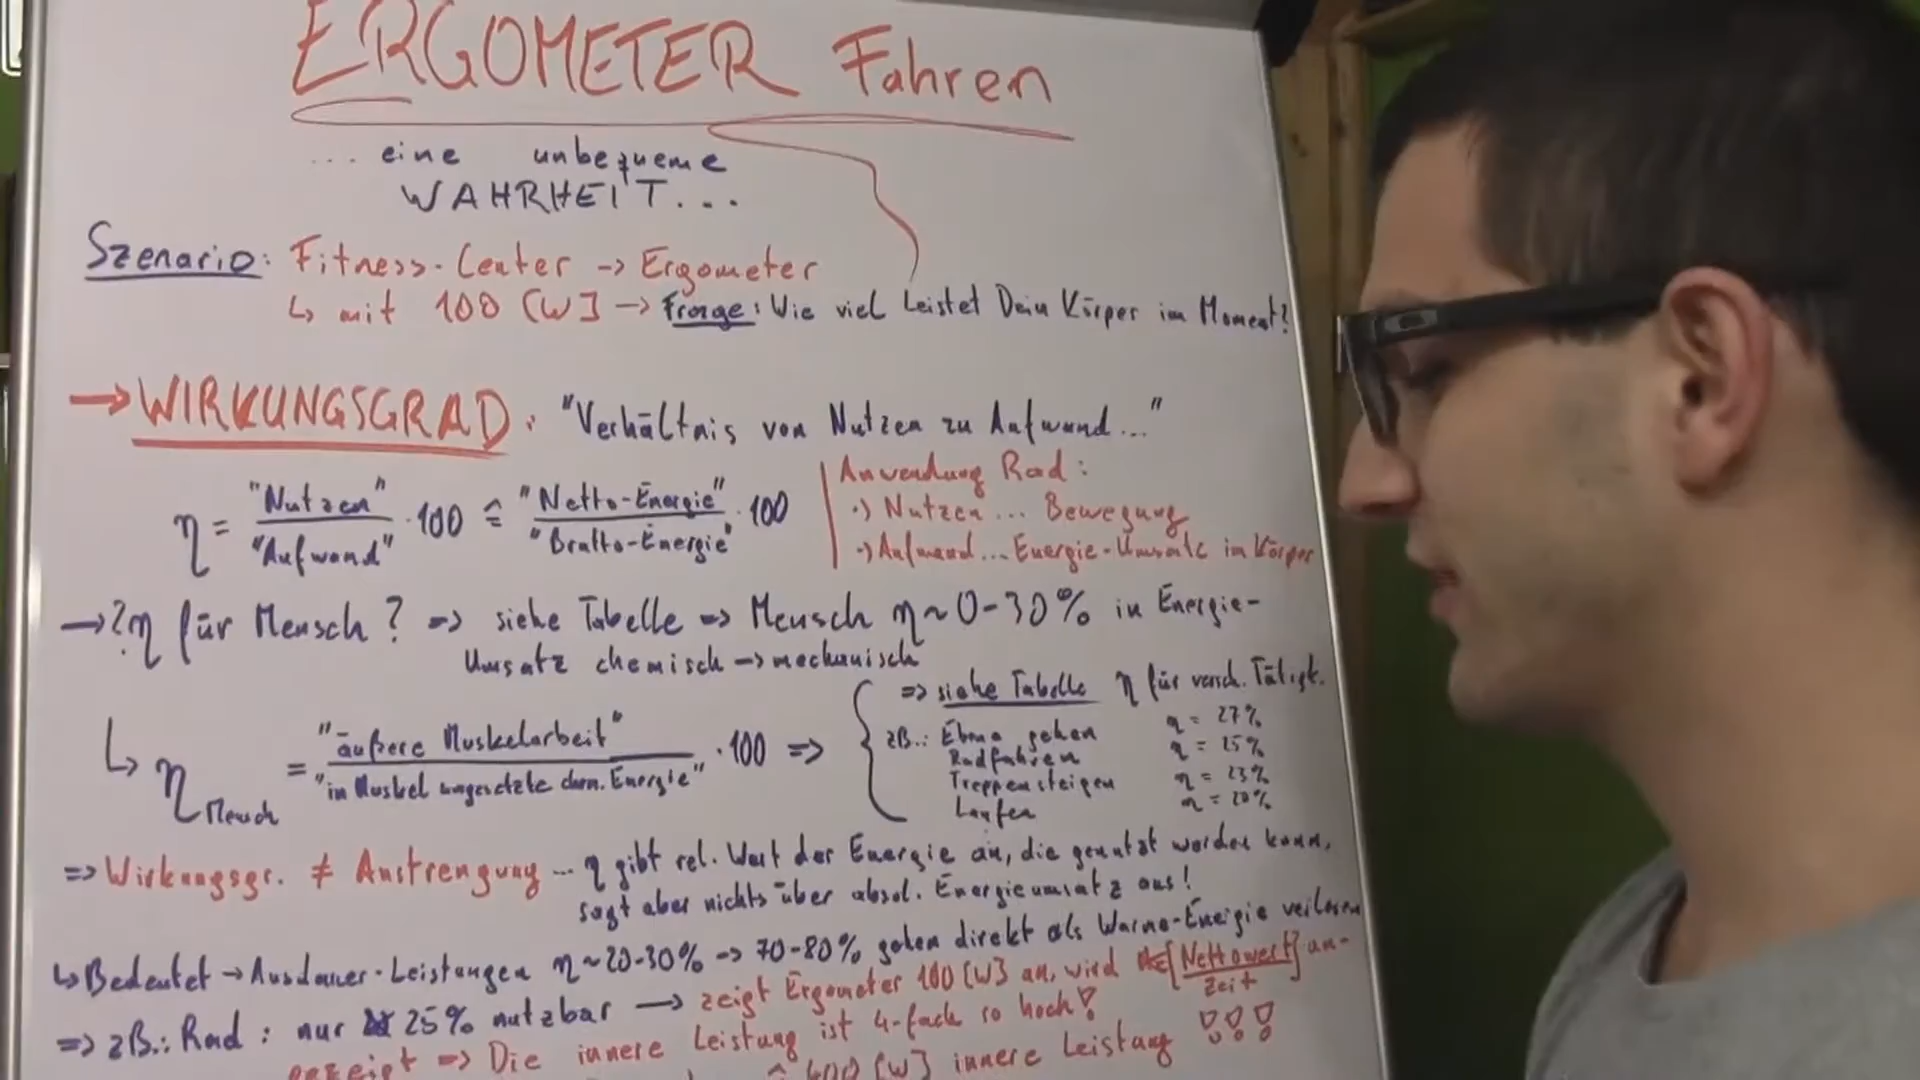 ERGOMETER Fahren
... eine unbequeme
WAHRHEIT...
Szenario: Fitness-Center -> Ergometer
↳ mit 100 [W] -> Frage: Wie viel leistet Dein Körper im Moment?
-> WIRKUNGSGRAD: "Verhältnis von Nutzen zu Aufwand..."
η = "Nutzen" / "Aufwand" · 100 ≙ "Netto-Energie" / "Brutto-Energie" · 100
Anwendung Rad:
·) Nutzen... Bewegung
·) Aufwand... Energie-Umsatz im Körper
-> ?η für Mensch? => siehe Tabelle => Mensch η ~ 0-30% in Energie-
Umsatz chemisch -> mechanisch
↳ η Mensch = "äußere Muskelarbeit" / "in Muskel umgesetzte chem. Energie" · 100 =>
=> siehe Tabelle η für versch. Tätigk.
zB.: Ebene gehen η = 27%
Radfahren η = 25%
Treppensteigen η = 23%
Laufen η = 20%
=> Wirkungsgr. ≠ Anstrengung ... η gibt rel. Wert der Energie an, die genutzt werden kann,
sagt aber nichts über absol. Energieumsatz aus!
↳ Bedeutet -> Ausdauer-Leistungen η ~ 20-30% -> 70-80% gehen direkt als Wärme-Energie verloren
=> zB.: Rad: nur 25% nutzbar -> zeigt Ergometer 100 [W] an, wird [Nettowert / Zeit] an-
gezeigt => Die innere Leistung ist 4-fach so hoch!
≙ 400 [W] innere Leistung !!!